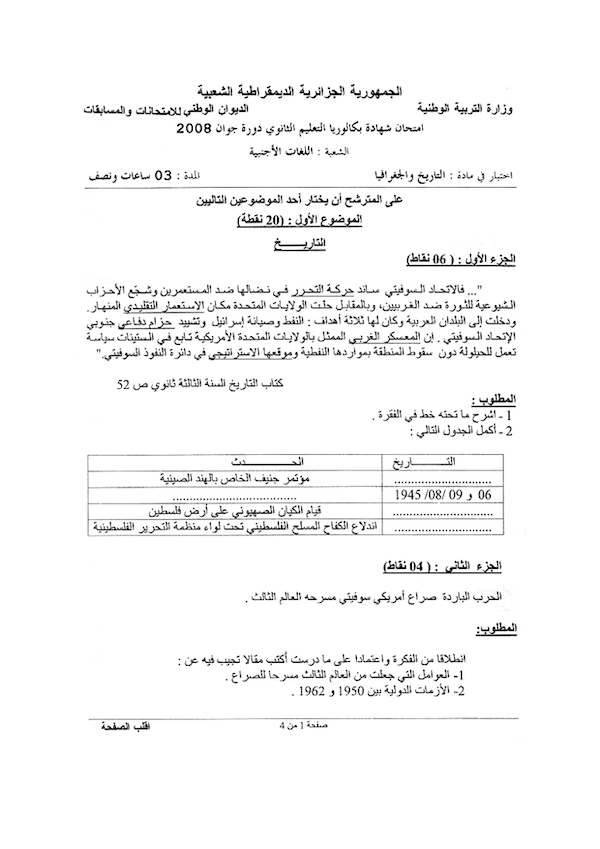 الجمهورية الجزائرية الديمقراطية الشعبية
وزارة التربية الوطنية الديوان الوطني للامتحانات والمسابقات
امتحان شهادة بكالوريا التعليم الثانوي دورة جوان 2008
الشعبة : اللغات الأجنبية
اختبار في مادة : التاريخ والجغرافيا المدة : 03 ساعات ونصف
على المترشح أن يختار أحد الموضوعين التاليين
الموضوع الأول : (20 نقطة)
التاريـــــخ
الجزء الأول : ( 06 نقاط)
"... فالاتحاد السوفيتي ساند حركة التحرر في نضالها ضد المستعمرين وشجّع الأحزاب
الشيوعية للثورة ضد الغربيين، وبالمقابل حلت الولايات المتحدة مكان الاستعمار التقليدي المنهار.
ودخلت إلى البلدان العربية وكان لها ثلاثة أهداف : النفط وصيانة إسرائيل وتشييد حزام دفاعي جنوبي
الإتحاد السوفيتي . إن المعسكر الغربي الممثل بالولايات المتحدة الأمريكية تابع في الستينات سياسة
تعمل للحيلولة دون سقوط المنطقة بمواردها النفطية وموقعها الاستراتيجي في دائرة النفوذ السوفيتي."
كتاب التاريخ السنة الثالثة ثانوي ص 52
المطلوب :
1 - اشرح ما تحته خط في الفقرة .
2 - أكمل الجدول التالي :
التـــــــــاريخ الحـــــــــــدث
............................ مؤتمر جنيف الخاص بالهند الصينية
06 و 09 /08/ 1945 ....................................
............................ قيام الكيان الصهيوني على أرض فلسطين
............................ اندلاع الكفاح المسلح الفلسطيني تحت لواء منظمة التحرير الفلسطينية
الجزء الثاني : ( 04 نقاط)
الحرب الباردة صراع أمريكي سوفيتي مسرحه العالم الثالث .
المطلوب:
انطلاقا من الفكرة واعتمادا على ما درست أكتب مقالا تجيب فيه عن :
1- العوامل التي جعلت من العالم الثالث مسرحا للصراع .
2- الأزمات الدولية بين 1950 و 1962 .
صفحة 1 من 4 اقلب الصفحة